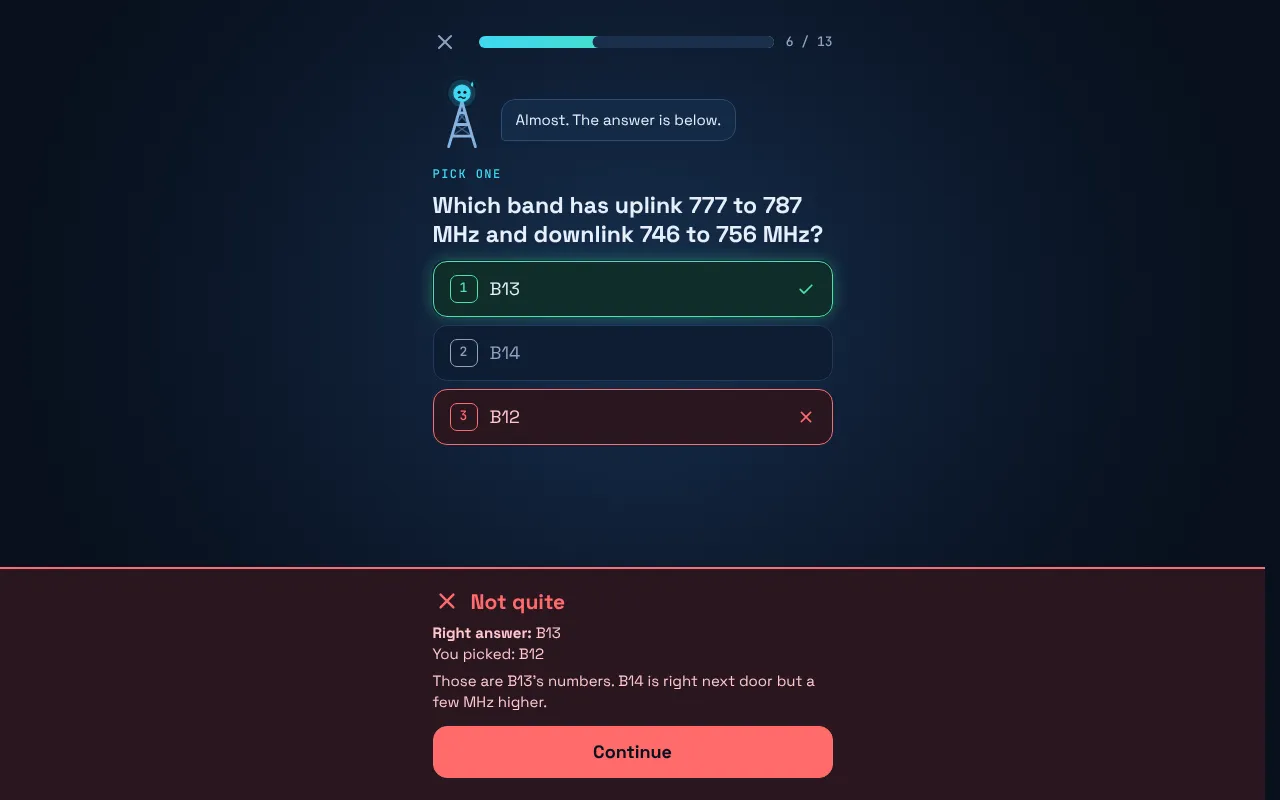 6 / 13
Almost. The answer is below.
PICK ONE
Which band has uplink 777 to 787
MHz and downlink 746 to 756 MHz?
1 B13
2 B14
3 B12
Not quite
Right answer: B13
You picked: B12
Those are B13's numbers. B14 is right next door but a
few MHz higher.
Continue